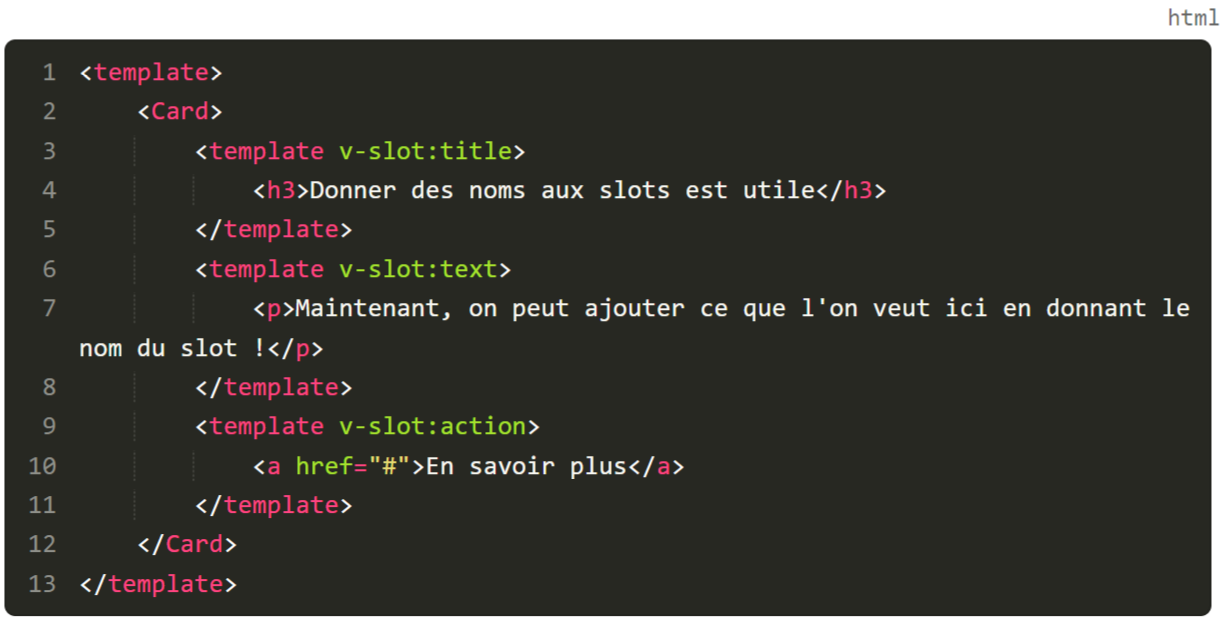 html
1 <template>
2     <Card>
3         <template v-slot:title>
4             <h3>Donner des noms aux slots est utile</h3>
5         </template>
6         <template v-slot:text>
7             <p>Maintenant, on peut ajouter ce que l'on veut ici en donnant le
nom du slot !</p>
8         </template>
9         <template v-slot:action>
10             <a href="#">En savoir plus</a>
11         </template>
12     </Card>
13 </template>